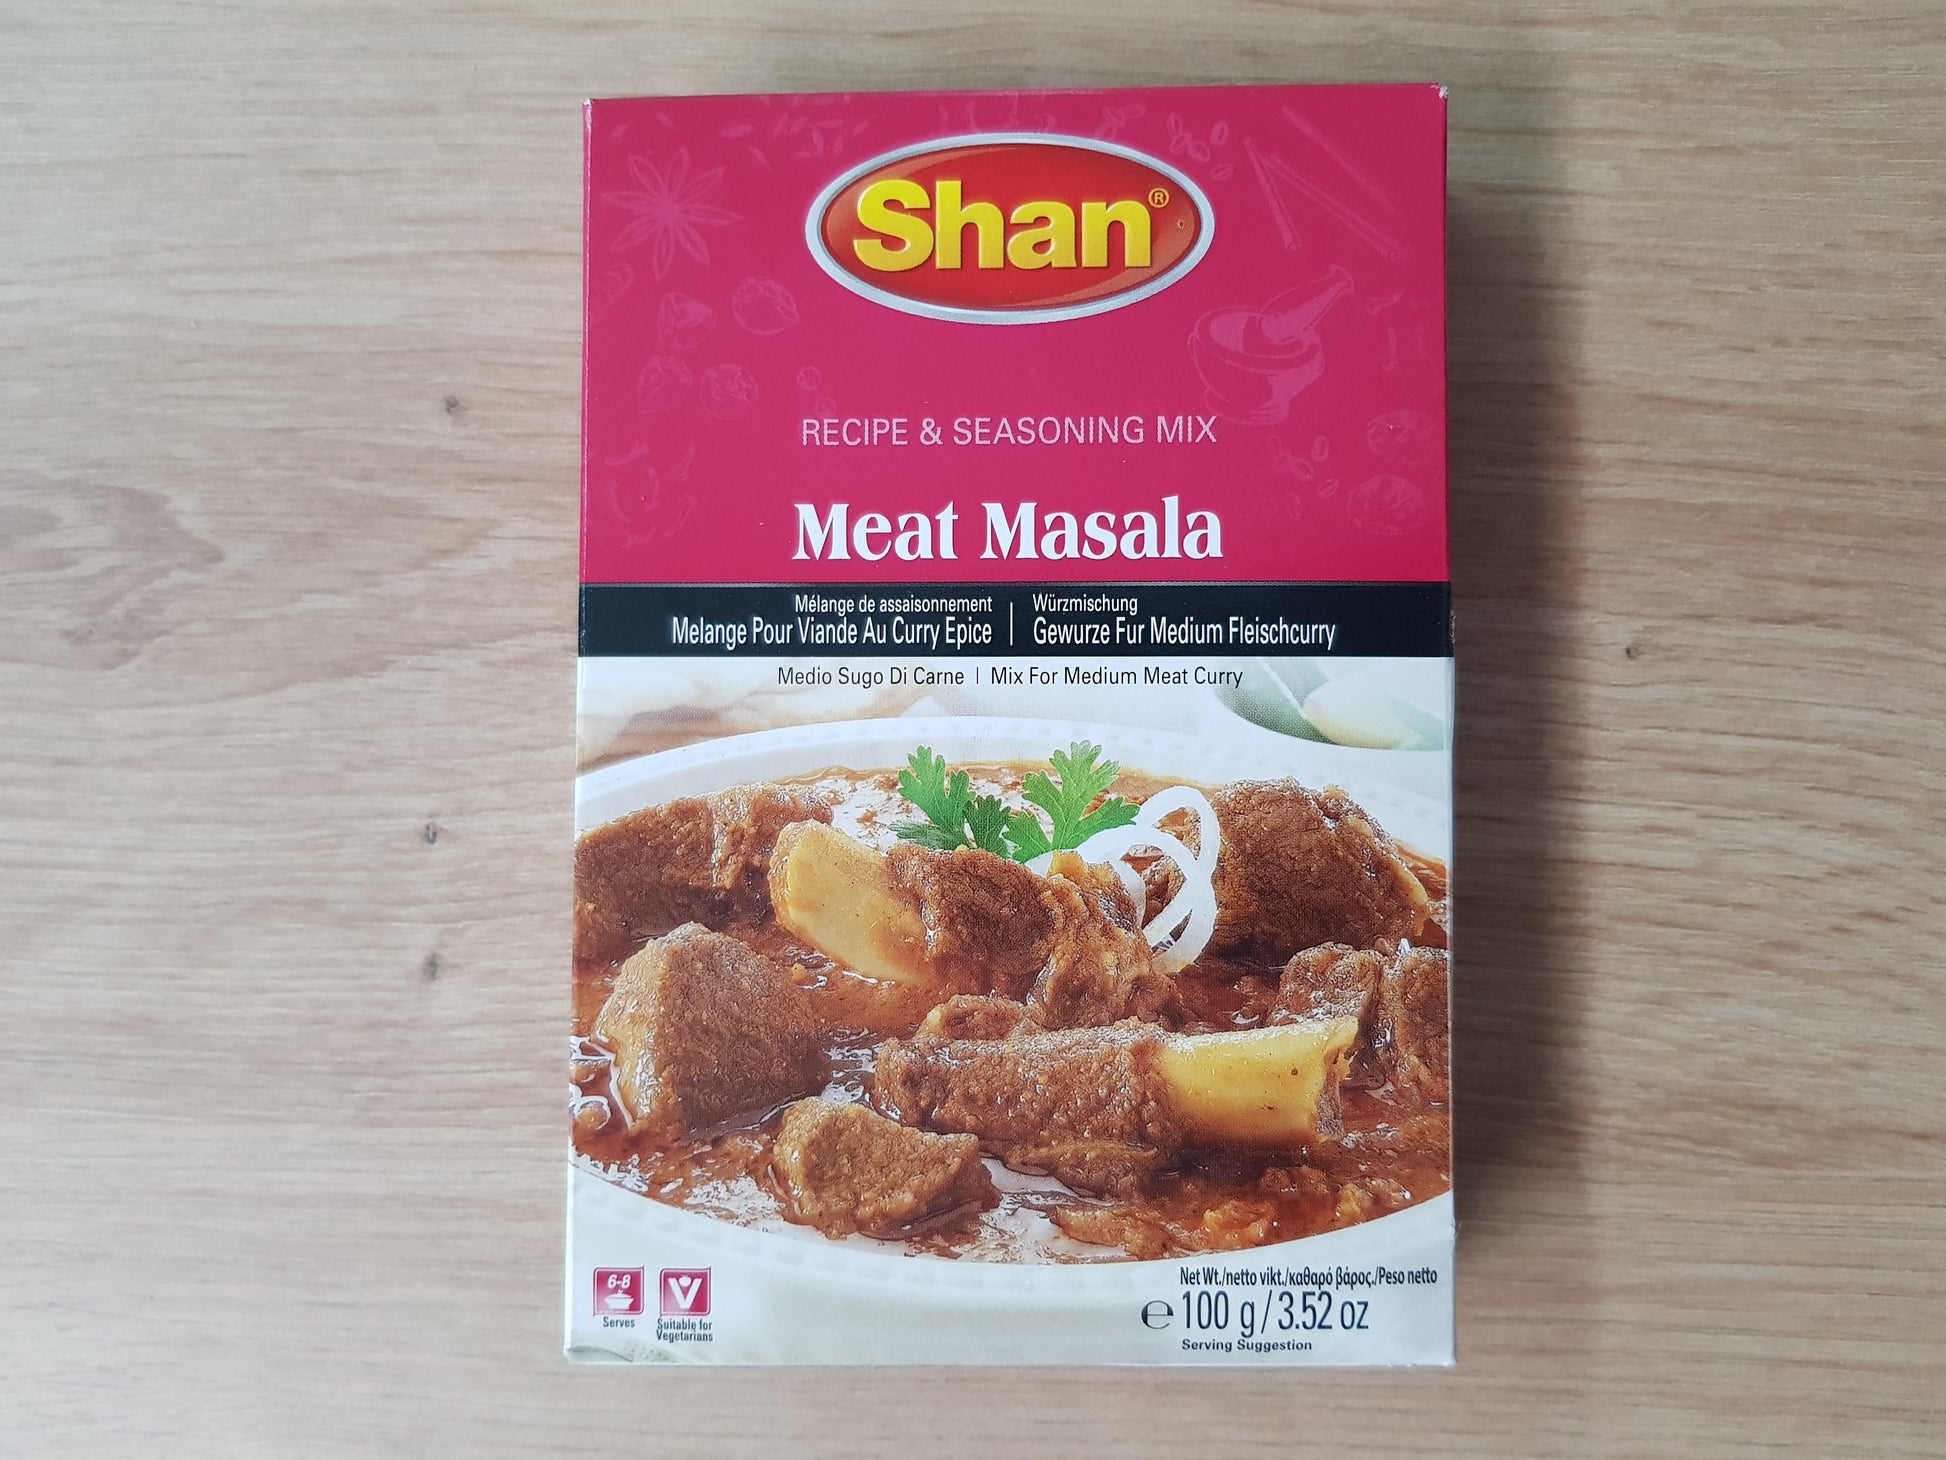 Shan®
RECIPE & SEASONING MIX
Meat Masala
Mélange de assaisonnement
Melange Pour Viande Au Curry Epice
Würzmischung
Gewurze Fur Medium Fleischcurry
Medio Sugo Di Carne | Mix For Medium Meat Curry
6-8
Serves
V
Suitable for
Vegetarians
Net Wt./netto vikt./καθαρό βάρος./Peso netto
℮ 100 g / 3.52 oz
Serving Suggestion